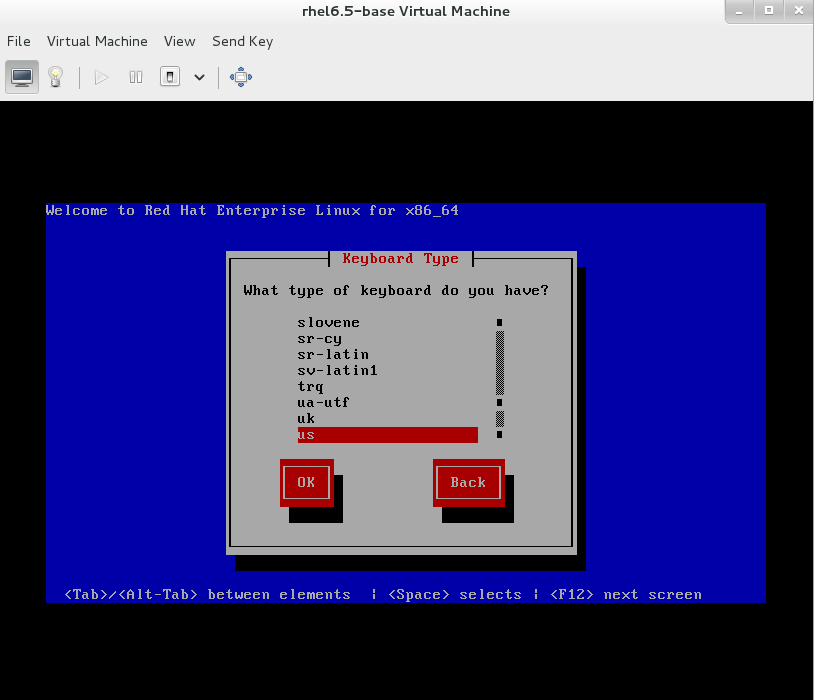 rhel6.5-base Virtual Machine
File Virtual Machine View Send Key
Welcome to Red Hat Enterprise Linux for x86_64
Keyboard Type
What type of keyboard do you have?
slovene
sr-cy
sr-latin
sv-latin1
trq
ua-utf
uk
us
OK Back
<Tab>/<Alt-Tab> between elements | <Space> selects | <F12> next screen